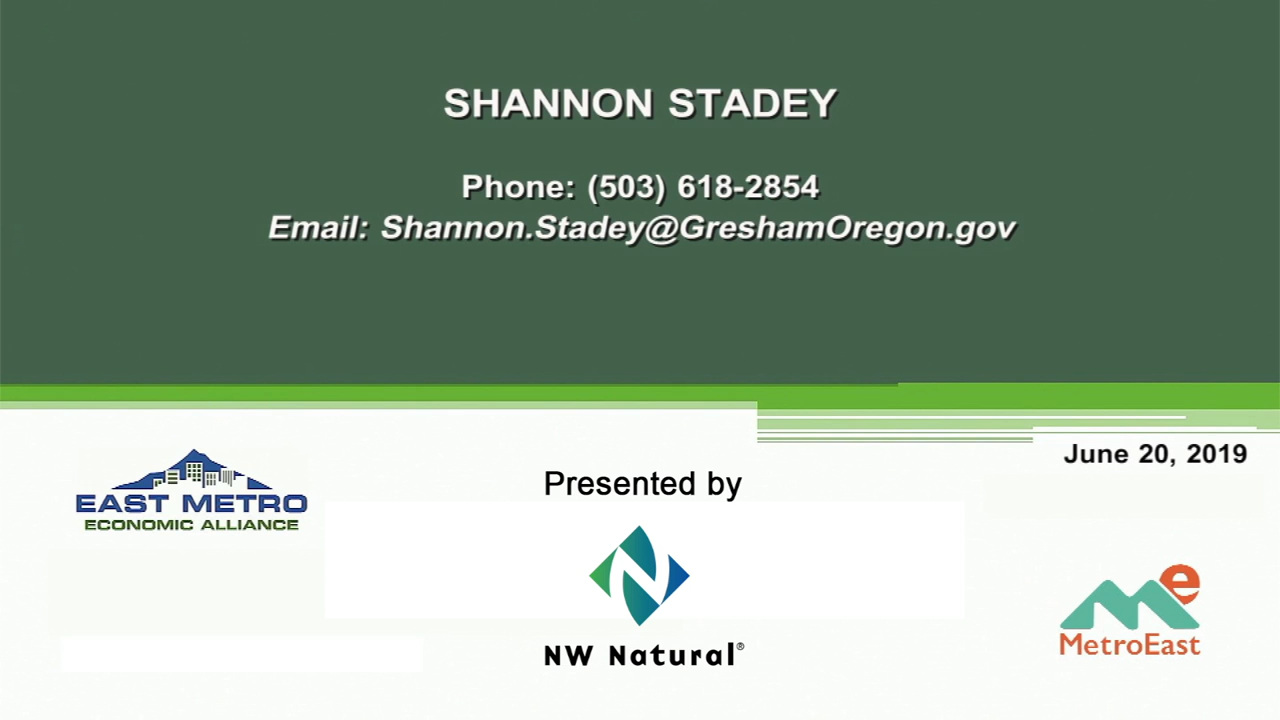 SHANNON STADEY
Phone: (503) 618-2854
Email: Shannon.Stadey@GreshamOregon.gov
June 20, 2019
EAST METRO
ECONOMIC ALLIANCE
Presented by
NW Natural®
Me
MetroEast